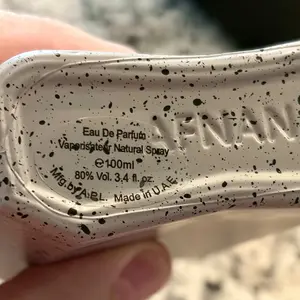 Eau De Parfum
Vaporisateur Natural Spray
℮100ml
80% Vol. 3,4 fl. oz.
Mfg.by A.P.L. Made in U.A.E.
AFNAN